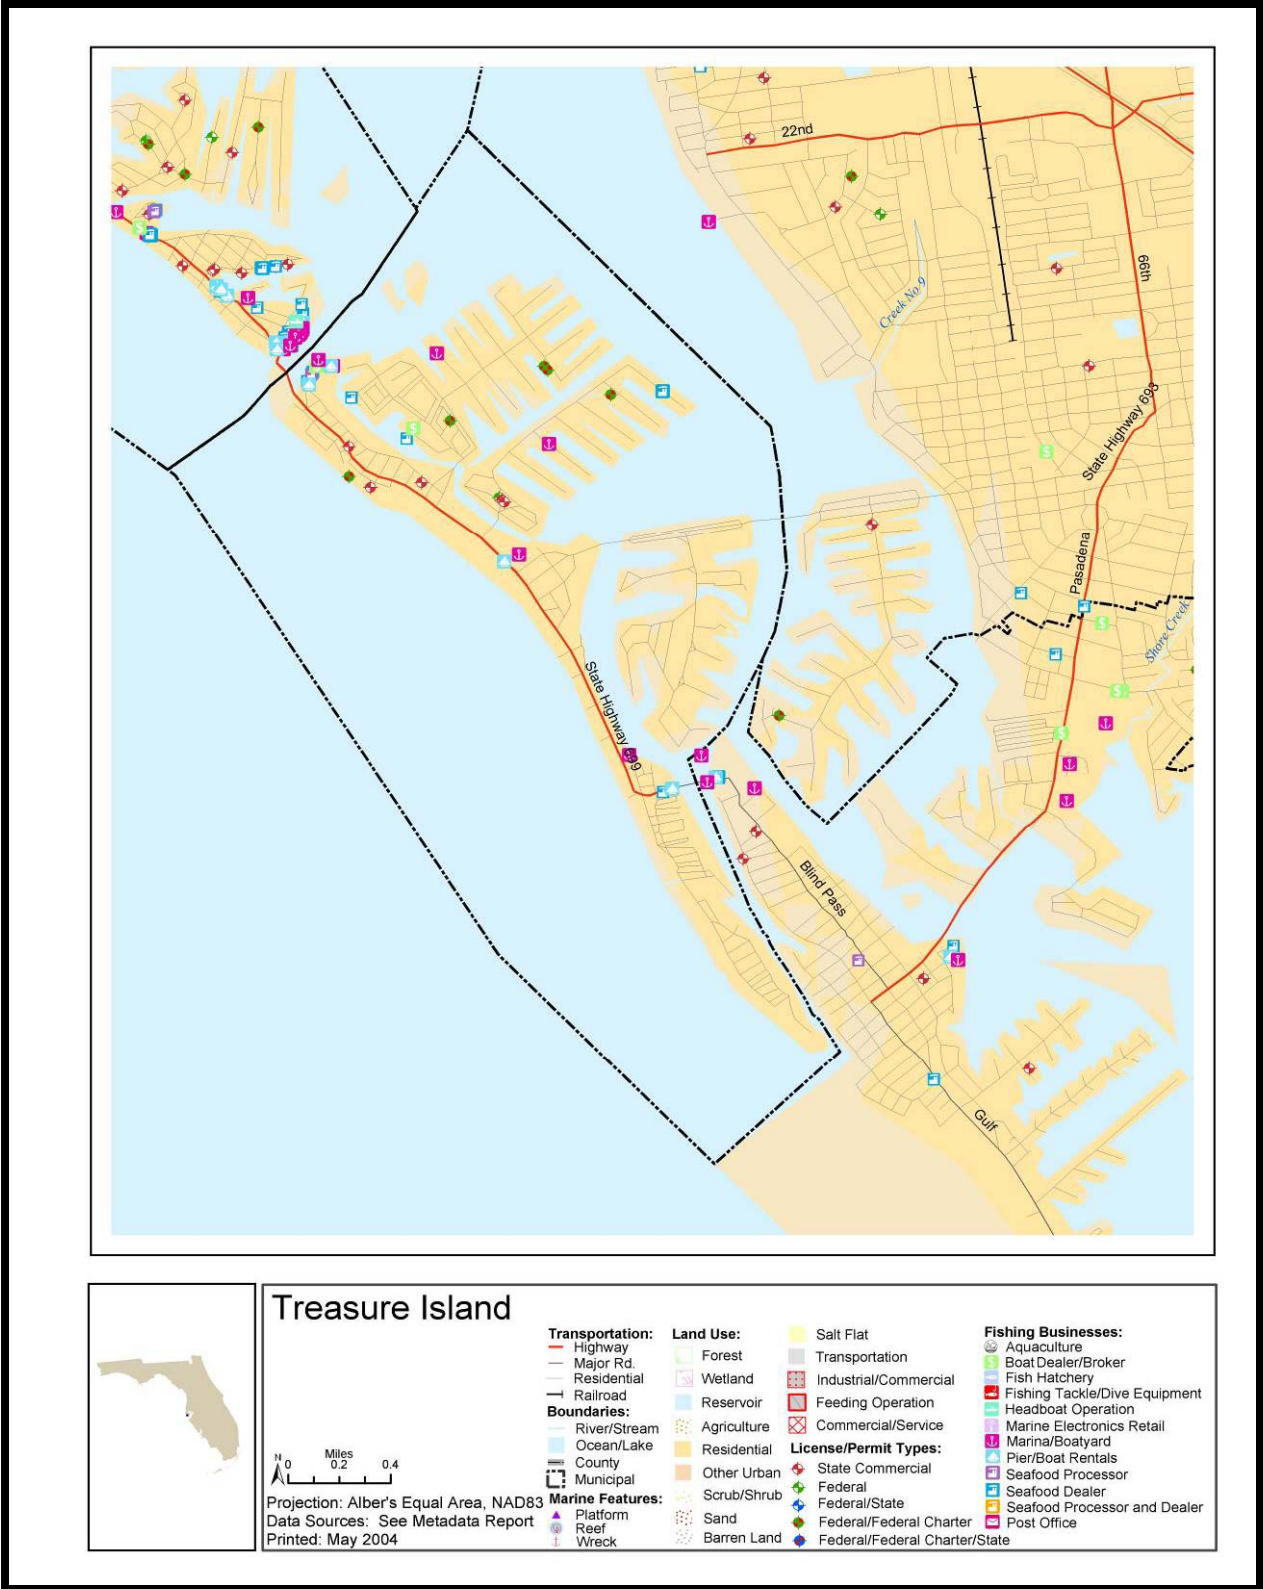 22nd
66th
Creek No 9
State Highway 693
Pasadena
Shore Creek
State Highway 699
Blind Pass
Gulf
Treasure Island
N
Miles
0 0.2 0.4
Projection: Alber's Equal Area, NAD83
Data Sources: See Metadata Report
Printed: May 2004
Transportation:
Highway
Major Rd.
Residential
Railroad
Boundaries:
River/Stream
Ocean/Lake
County
Municipal
Marine Features:
Platform
Reef
Wreck
Land Use:
Forest
Wetland
Reservoir
Agriculture
Residential
Other Urban
Scrub/Shrub
Sand
Barren Land
Salt Flat
Transportation
Industrial/Commercial
Feeding Operation
Commercial/Service
License/Permit Types:
State Commercial
Federal
Federal/State
Federal/Federal Charter
Federal/Federal Charter/State
Fishing Businesses:
Aquaculture
Boat Dealer/Broker
Fish Hatchery
Fishing Tackle/Dive Equipment
Headboat Operation
Marine Electronics Retail
Marina/Boatyard
Pier/Boat Rentals
Seafood Processor
Seafood Dealer
Seafood Processor and Dealer
Post Office